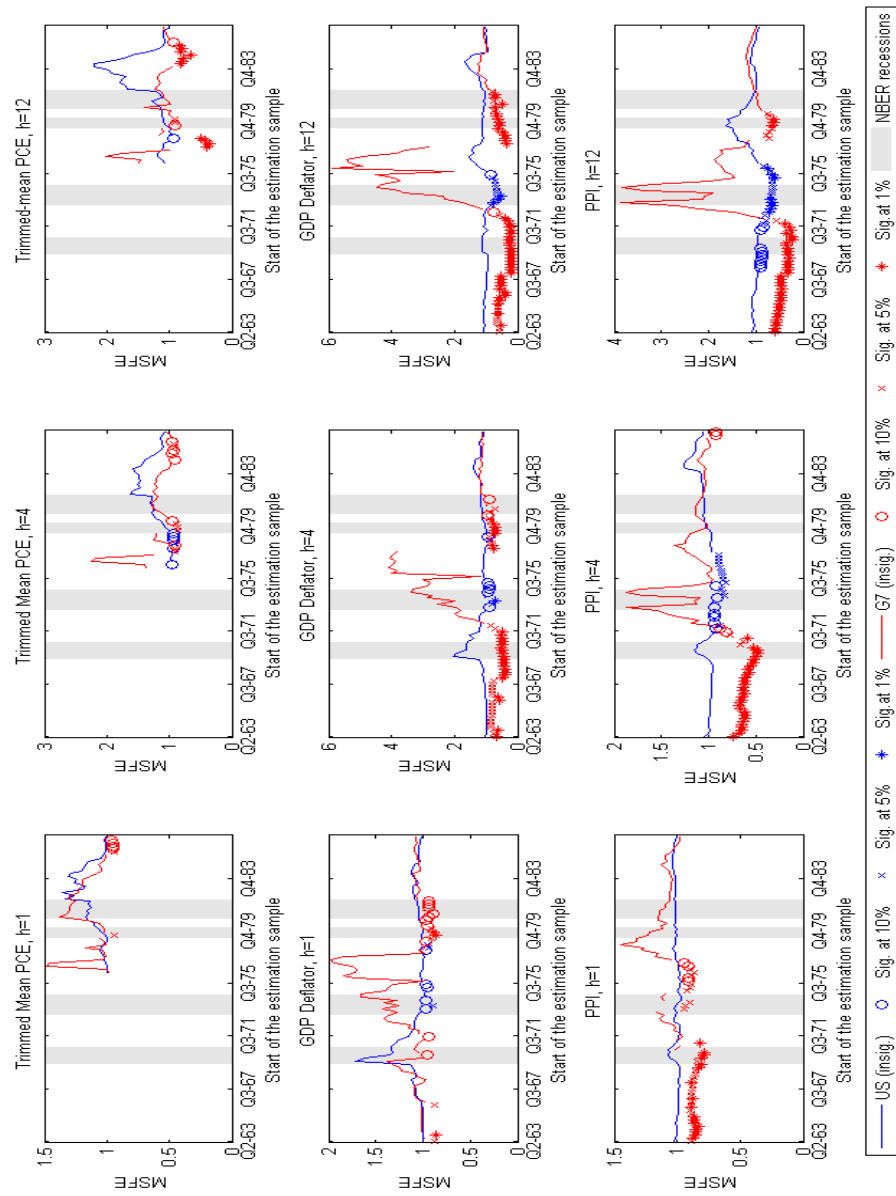 Trimmed Mean PCE, h=1
MSFE
1.5
1
0.5
0
Q2-63 Q3-67 Q3-71 Q3-75 Q4-79 Q4-83
Start of the estimation sample
Trimmed Mean PCE, h=4
MSFE
3
2
1
0
Q2-63 Q3-67 Q3-71 Q3-75 Q4-79 Q4-83
Start of the estimation sample
Trimmed-mean PCE, h=12
MSFE
3
2
1
0
Q2-63 Q3-67 Q3-71 Q3-75 Q4-79 Q4-83
Start of the estimation sample
GDP Deflator, h=1
MSFE
2
1.5
1
0.5
0
Q2-63 Q3-67 Q3-71 Q3-75 Q4-79 Q4-83
Start of the estimation sample
GDP Deflator, h=4
MSFE
6
4
2
0
Q2-63 Q3-67 Q3-71 Q3-75 Q4-79 Q4-83
Start of the estimation sample
GDP Deflator, h=12
MSFE
6
4
2
0
Q2-63 Q3-67 Q3-71 Q3-75 Q4-79 Q4-83
Start of the estimation sample
PPI, h=1
MSFE
1.5
1
0.5
0
Q2-63 Q3-67 Q3-71 Q3-75 Q4-79 Q4-83
PPI, h=4
MSFE
2
1.5
1
0.5
0
Q2-63 Q3-67 Q3-71 Q3-75 Q4-79 Q4-83
PPI, h=12
MSFE
4
3
2
1
0
Q2-63 Q3-67 Q3-71 Q3-75 Q4-79 Q4-83
Start of the estimation sample
Start of the estimation sample
Start of the estimation sample
US (insig.) Sig. at 10% Sig. at 5% Sig.at 1% G7 (insig.) Sig. at 10% Sig. at 5% Sig.at 1% NBER recessions